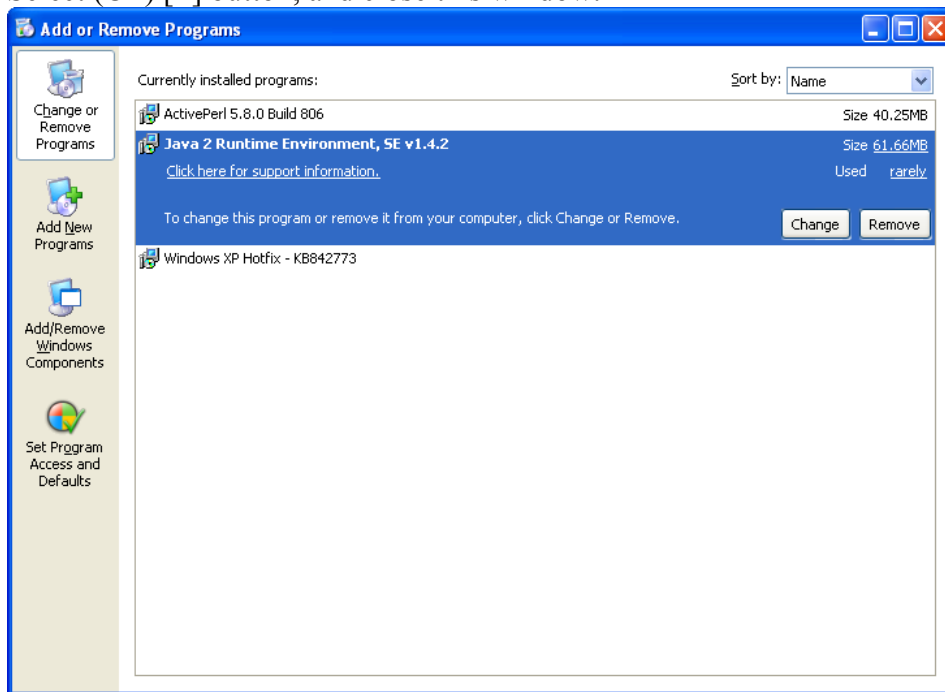 Add or Remove Programs
Change or
Remove
Programs
Add New
Programs
Add/Remove
Windows
Components
Set Program
Access and
Defaults
Currently installed programs:
Sort by: Name
ActivePerl 5.8.0 Build 806 Size 40.25MB
Java 2 Runtime Environment, SE v1.4.2 Size 61.66MB
Click here for support information. Used rarely
To change this program or remove it from your computer, click Change or Remove. Change Remove
Windows XP Hotfix - KB842773